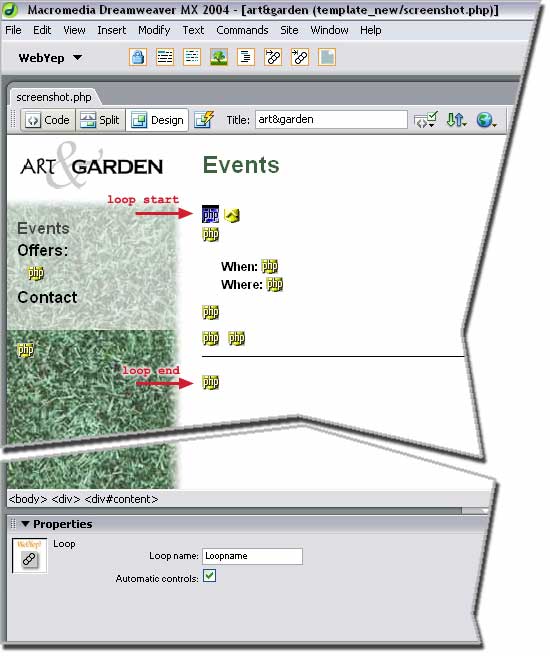 Macromedia Dreamweaver MX 2004 - [art&garden (template_new/screenshot.php)]
File Edit View Insert Modify Text Commands Site Window Help
WebYep
screenshot.php
Code Split Design Title: art&garden
ART & GARDEN
Events
loop start
php
php
Events
Offers:
When: php
php
Where: php
Contact
php
php
php php
loop end
php
<body> <div> <div#content>
Properties
WebYep!
Loop
Loop name: Loopname
Automatic controls: